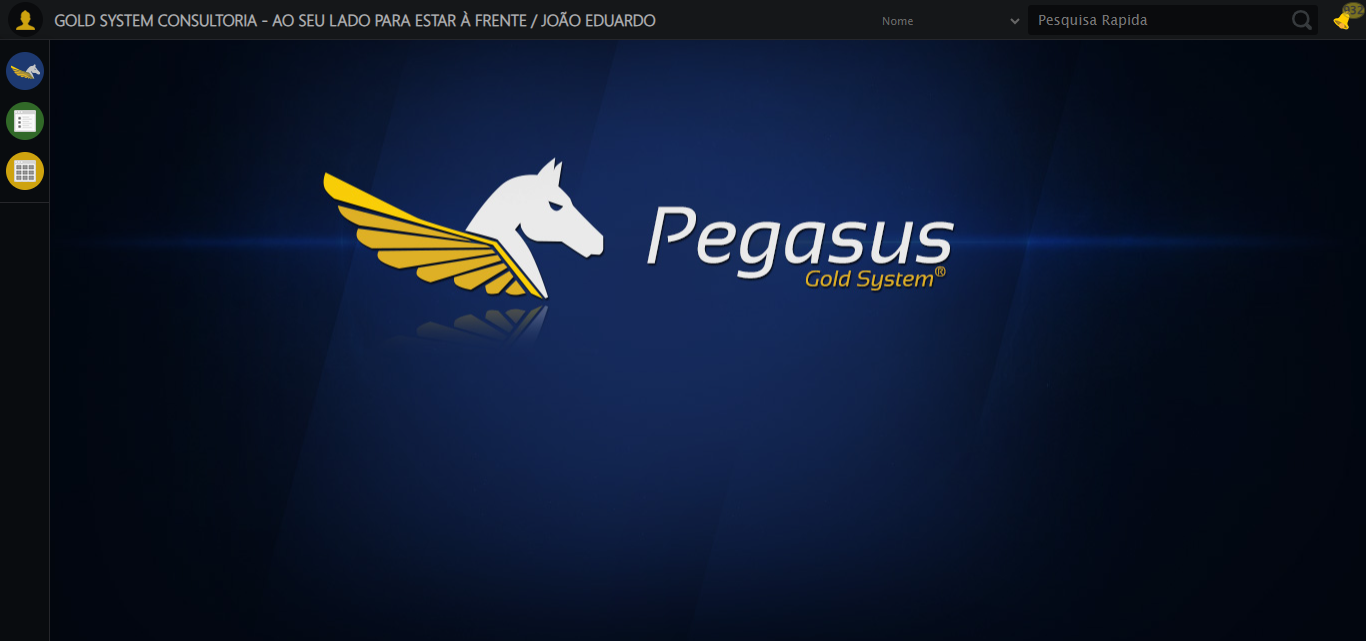 GOLD SYSTEM CONSULTORIA - AO SEU LADO PARA ESTAR À FRENTE / JOÃO EDUARDO
Nome
Pesquisa Rapida
Pegasus
Gold System®